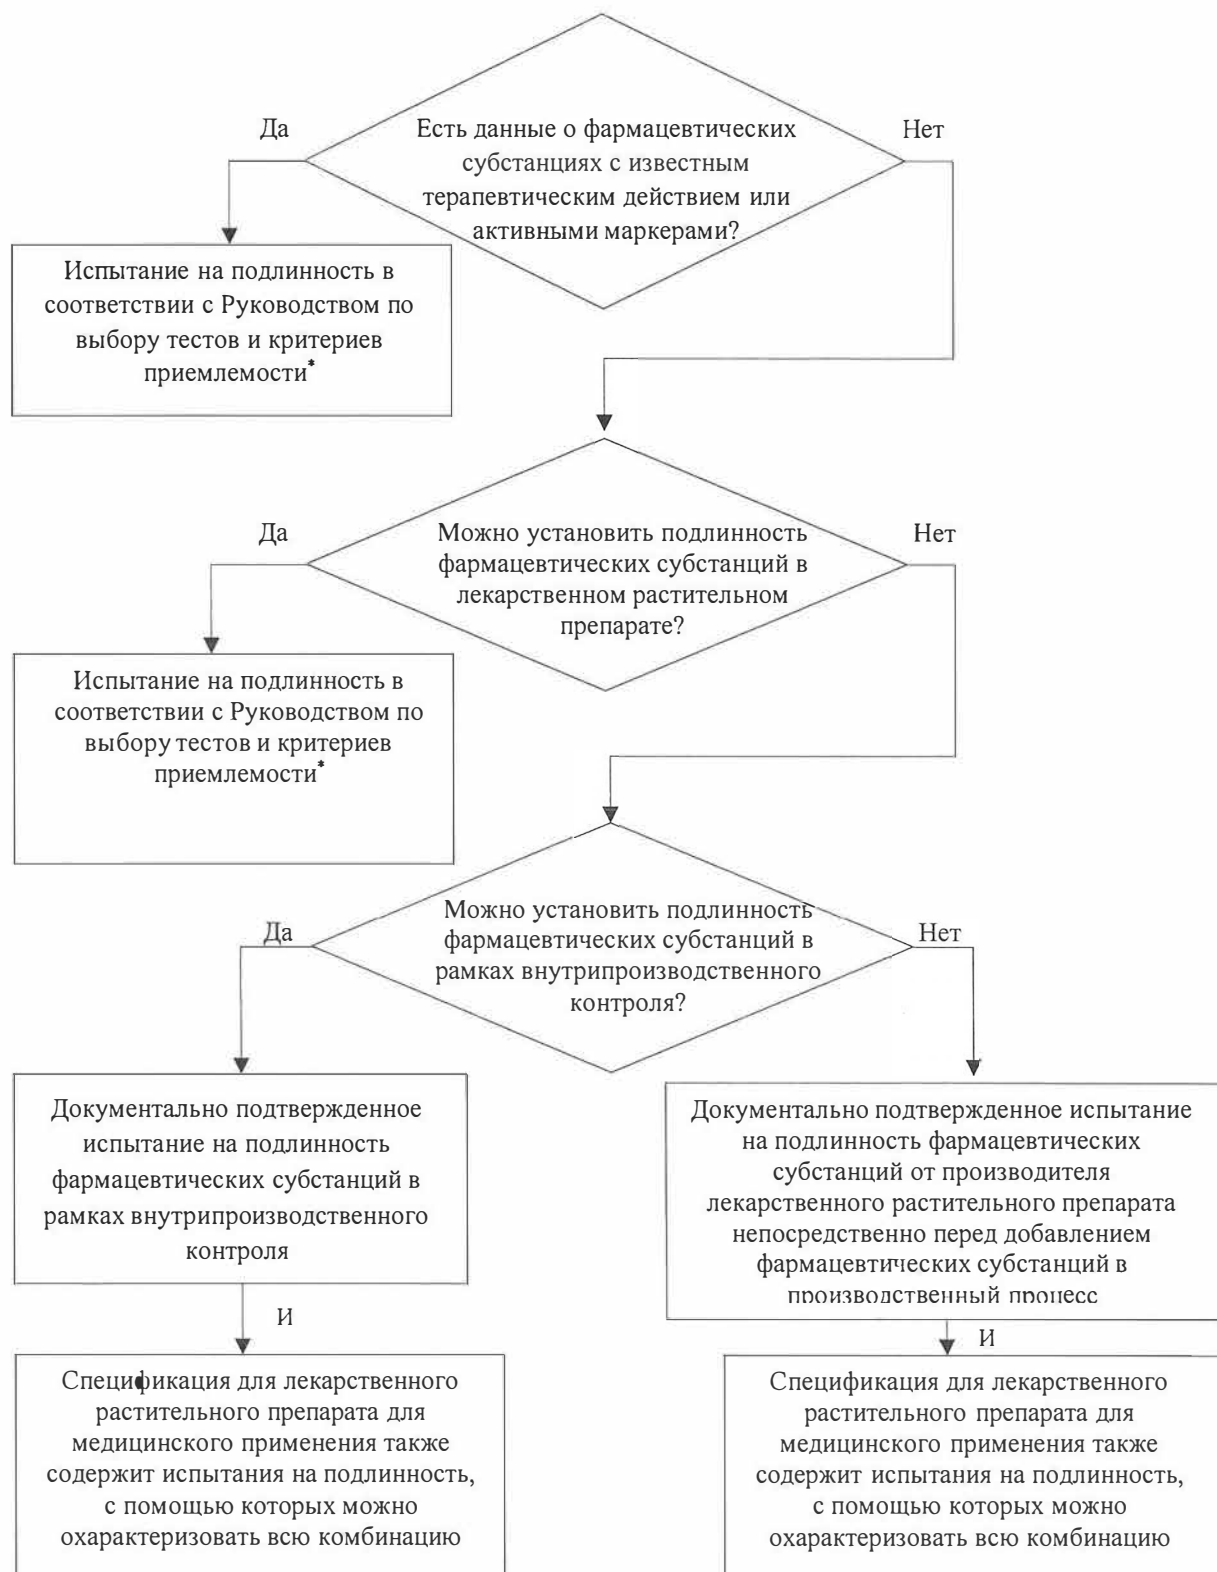 Да
Есть данные о фармацевтических
субстанциях с известным
терапевтическим действием или
активными маркерами?
Нет
Испытание на подлинность в
соответствии с Руководством по
выбору тестов и критериев
приемлемости*
Да
Можно установить подлинность
фармацевтических субстанций в
лекарственном растительном
препарате?
Нет
Испытание на подлинность в
соответствии с Руководством по
выбору тестов и критериев
приемлемости*
Да
Можно установить подлинность
фармацевтических субстанций в
рамках внутрипроизводственного
контроля?
Нет
Документально подтвержденное
испытание на подлинность
фармацевтических субстанций в
рамках внутрипроизводственного
контроля
Документально подтвержденное испытание
на подлинность фармацевтических
субстанций от производителя
лекарственного растительного препарата
непосредственно перед добавлением
фармацевтических субстанций в
производственный процесс
И
И
Спецификация для лекарственного
растительного препарата для
медицинского применения также
содержит испытания на подлинность,
с помощью которых можно
охарактеризовать всю комбинацию
Спецификация для лекарственного
растительного препарата для
медицинского применения также
содержит испытания на подлинность,
с помощью которых можно
охарактеризовать всю комбинацию